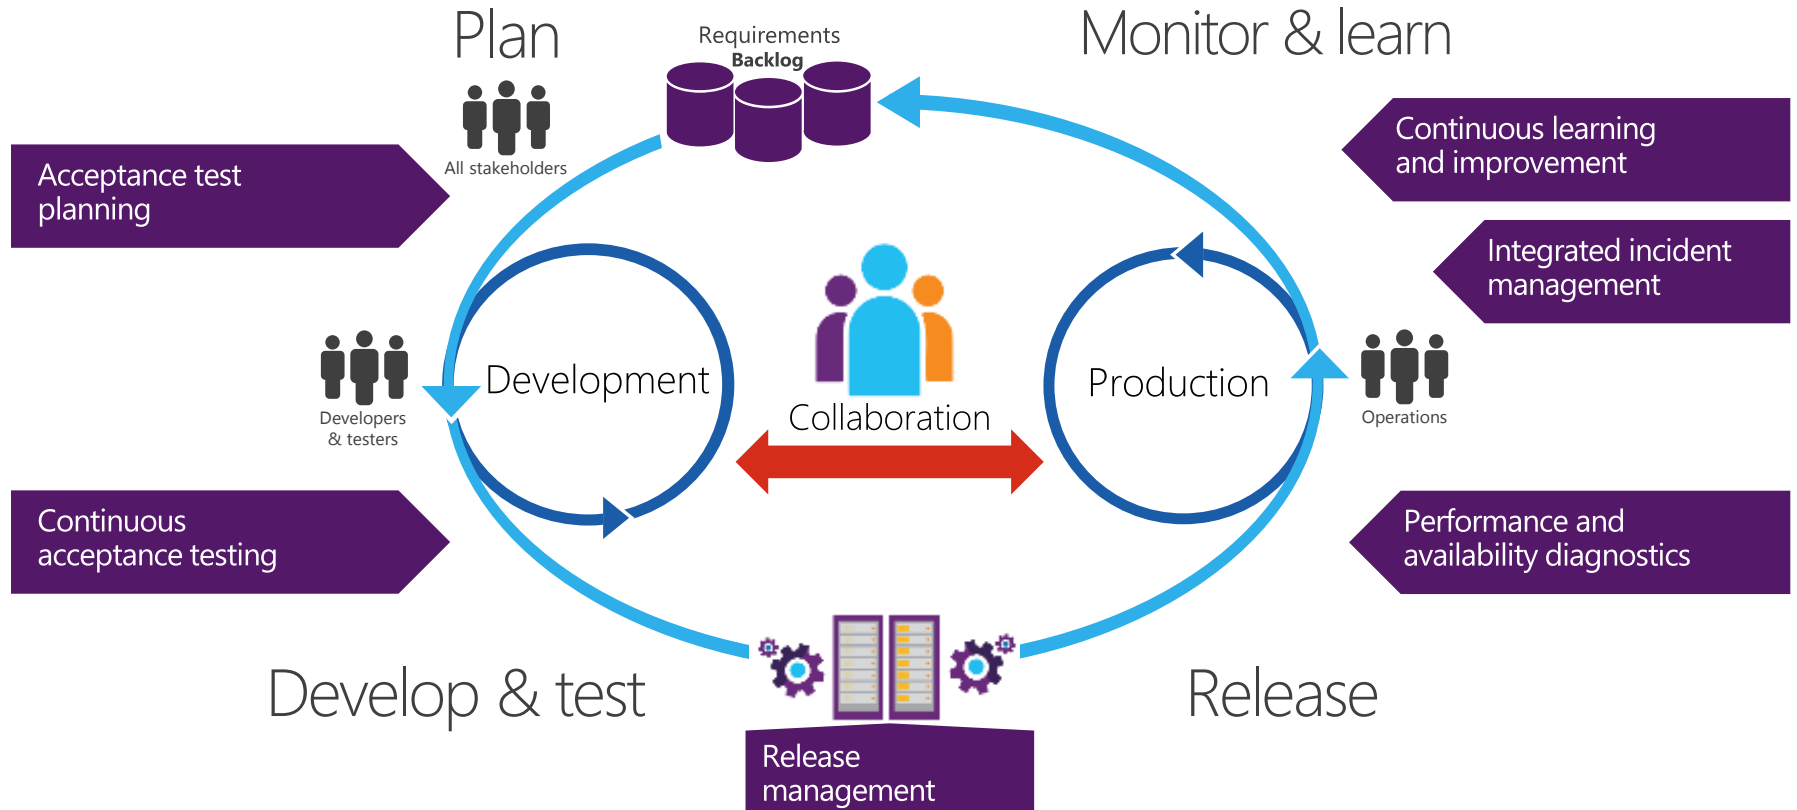 Plan
Requirements
Backlog
Monitor & learn
All stakeholders
Acceptance test
planning
Continuous learning
and improvement
Integrated incident
management
Development
Collaboration
Production
Developers
& testers
Operations
Continuous
acceptance testing
Performance and
availability diagnostics
Develop & test
Release
Release
management